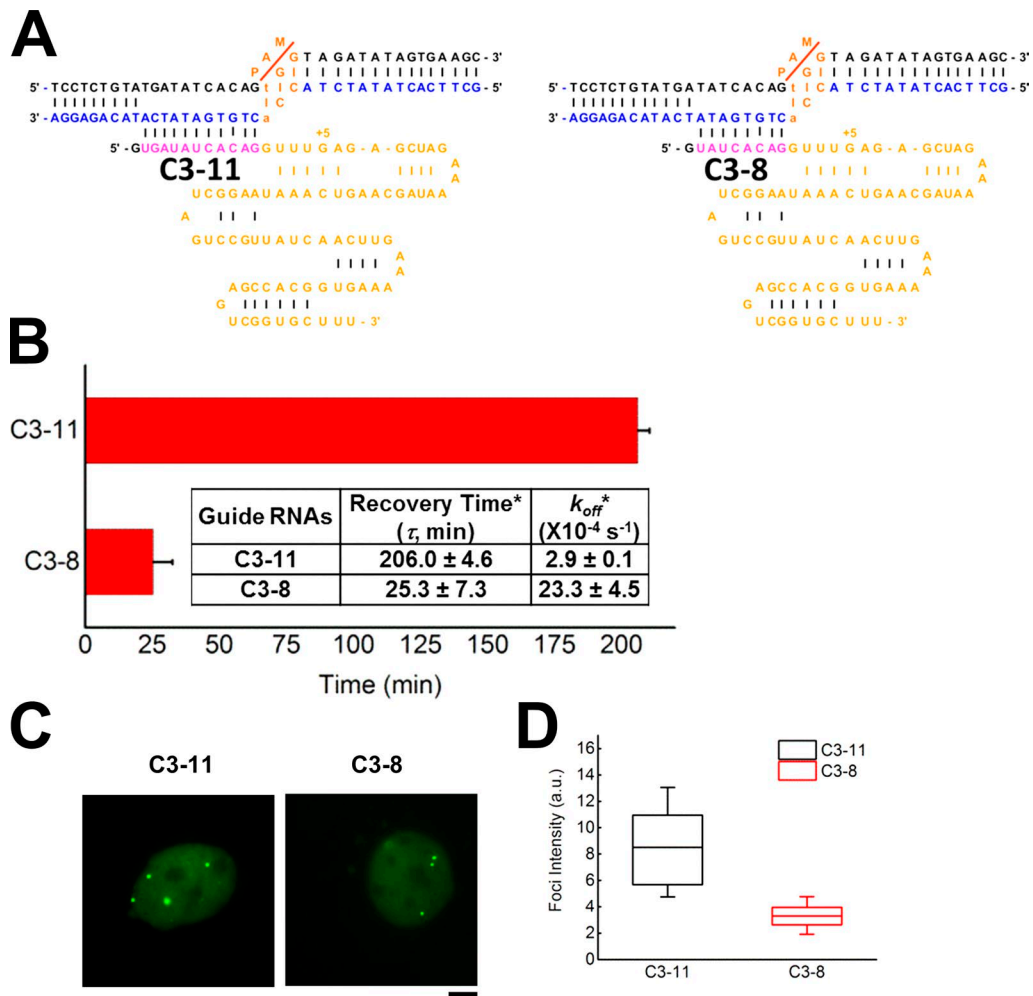 A
M
A G T A G A T A T A G T G A A G C - 3'
P G I
5' - T C C T C T G T A T G A T A T C A C A G t I C A T C T A T A T C A C T T C G - 5'
C
3' - A G G A G A C A T A C T A T A G T G T C a
+5
5' - G U G A U A U C A C A G G U U U G A G - A - G C U A G
C3-11
A
A
U C G G A A U A A A C U G A A C G A U A A
A
G U C C G U U A U C A A C U U G
A
A
A G C C A C G G U G A A A
G
U C G G U G C U U U - 3'
M
A G T A G A T A T A G T G A A G C - 3'
P G I
5' - T C C T C T G T A T G A T A T C A C A G t I C A T C T A T A T C A C T T C G - 5'
C
3' - A G G A G A C A T A C T A T A G T G T C a
+5
5' - G U A U C A C A G G U U U G A G - A - G C U A G
C3-8
A
A
U C G G A A U A A A C U G A A C G A U A A
A
G U C C G U U A U C A A C U U G
A
A
A G C C A C G G U G A A A
G
U C G G U G C U U U - 3'
B
C3-11
C3-8
Guide RNAs Recovery Time* (τ, min) koff* (X10-4 s-1)
C3-11 206.0 ± 4.6 2.9 ± 0.1
C3-8 25.3 ± 7.3 23.3 ± 4.5
0 25 50 75 100 125 150 175 200
Time (min)
C
C3-11 C3-8
D
C3-11
C3-8
Foci Intensity (a.u.)
16
14
12
10
8
6
4
2
0
C3-11 C3-8